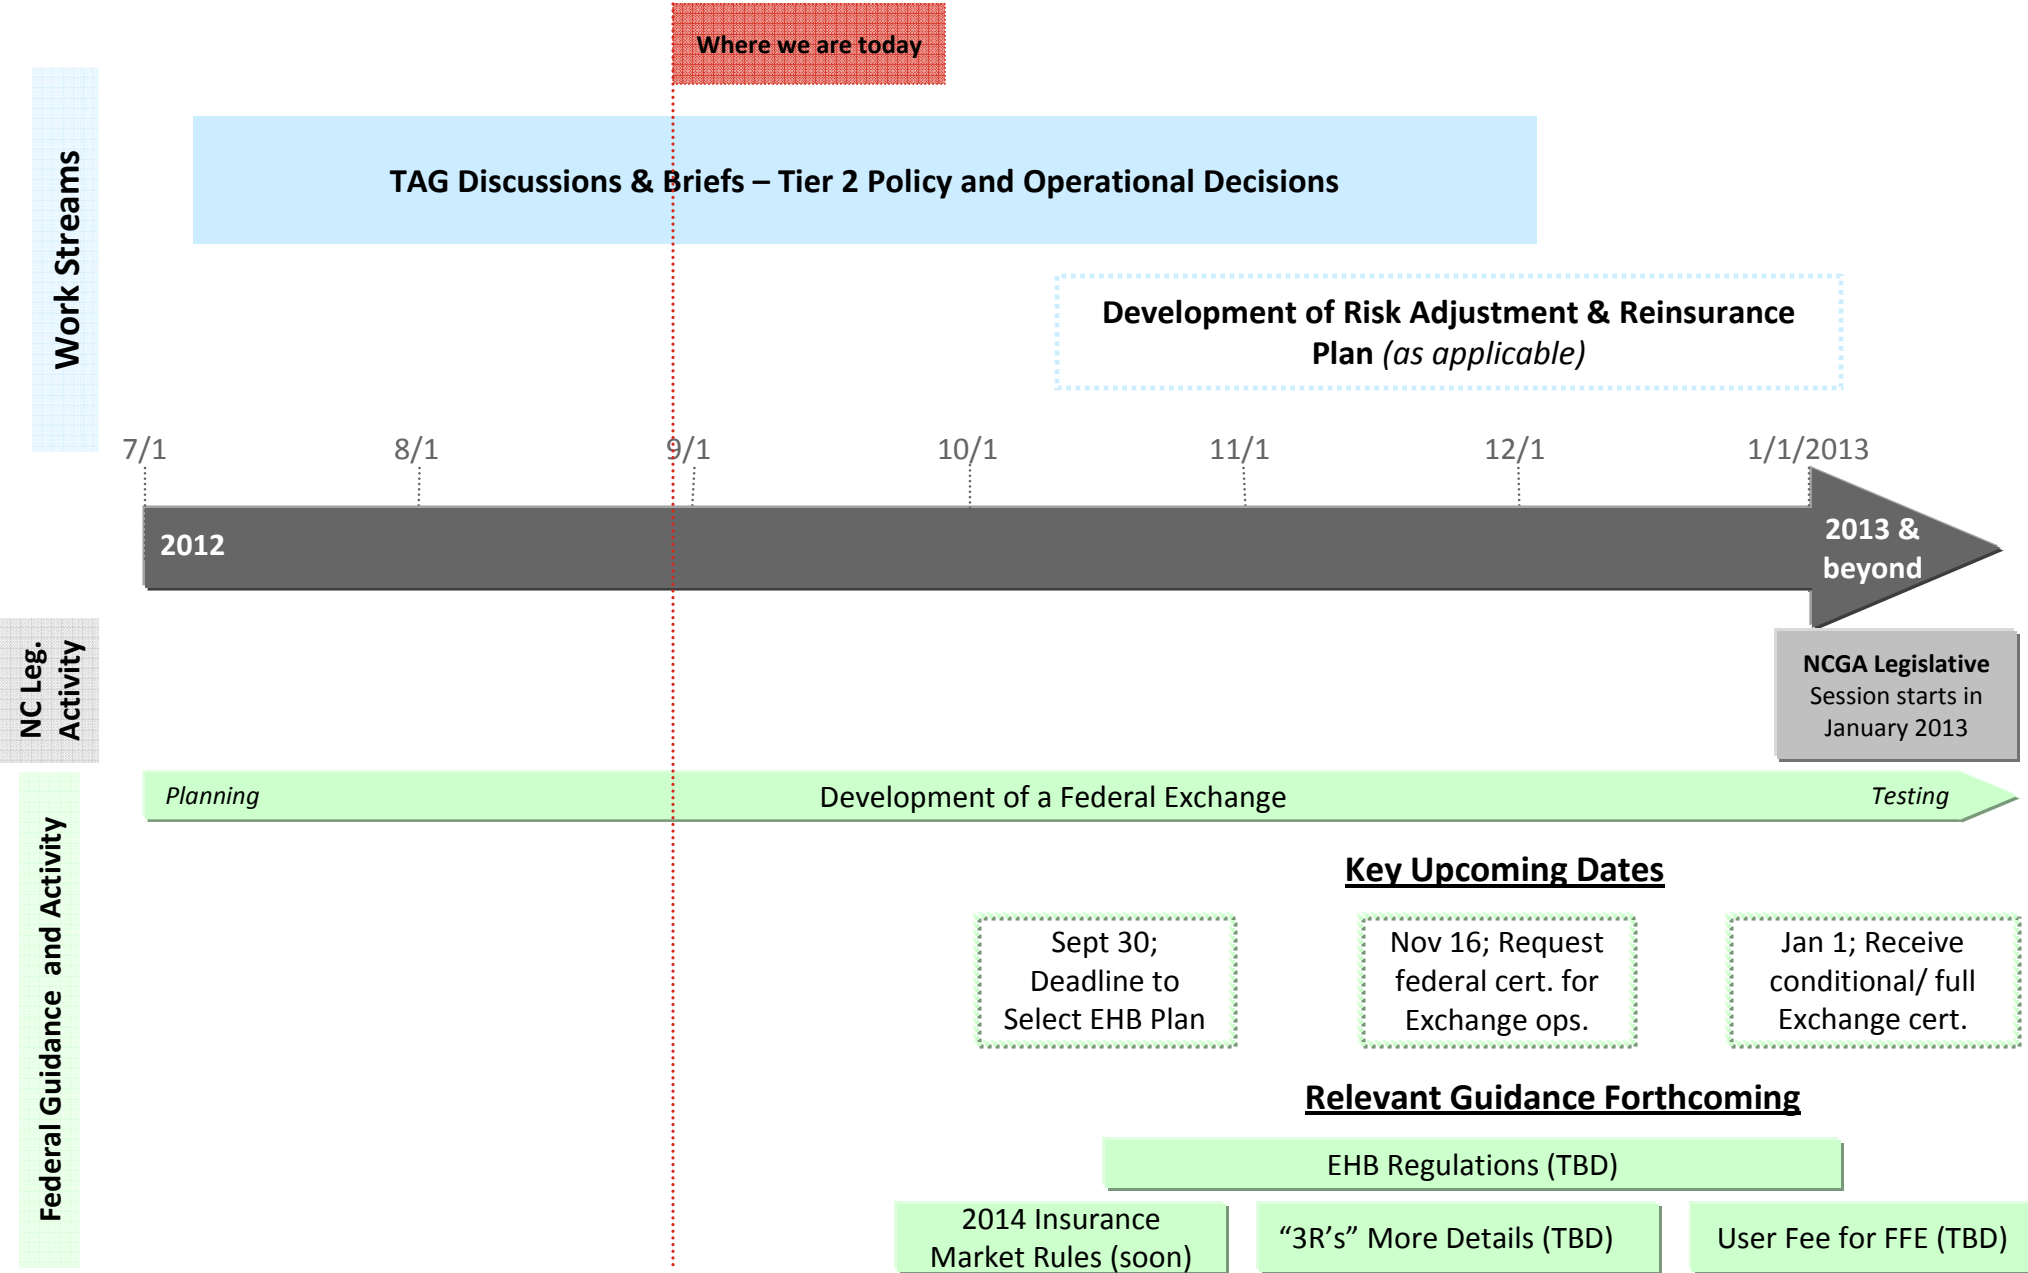 Where we are today
Work Streams
TAG Discussions & Briefs – Tier 2 Policy and Operational Decisions
Development of Risk Adjustment & Reinsurance
Plan (as applicable)
7/1
8/1
9/1
10/1
11/1
12/1
1/1/2013
2012
2013 &
beyond
NC Leg.
Activity
NCGA Legislative
Session starts in
January 2013
Federal Guidance and Activity
Planning
Development of a Federal Exchange
Testing
Key Upcoming Dates
Sept 30;
Deadline to
Select EHB Plan
Nov 16; Request
federal cert. for
Exchange ops.
Jan 1; Receive
conditional/ full
Exchange cert.
Relevant Guidance Forthcoming
EHB Regulations (TBD)
2014 Insurance
Market Rules (soon)
“3R’s” More Details (TBD)
User Fee for FFE (TBD)